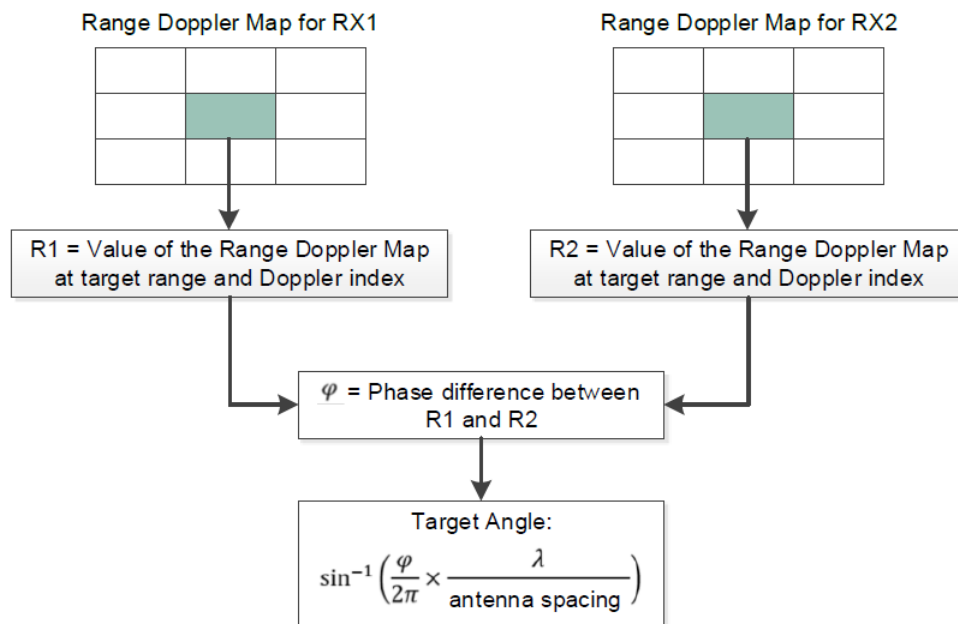 Range Doppler Map for RX1
Range Doppler Map for RX2
R1 = Value of the Range Doppler Map
at target range and Doppler index
R2 = Value of the Range Doppler Map
at target range and Doppler index
φ = Phase difference between
R1 and R2
Target Angle:
sin⁻¹(φ/2π × λ/antenna spacing)